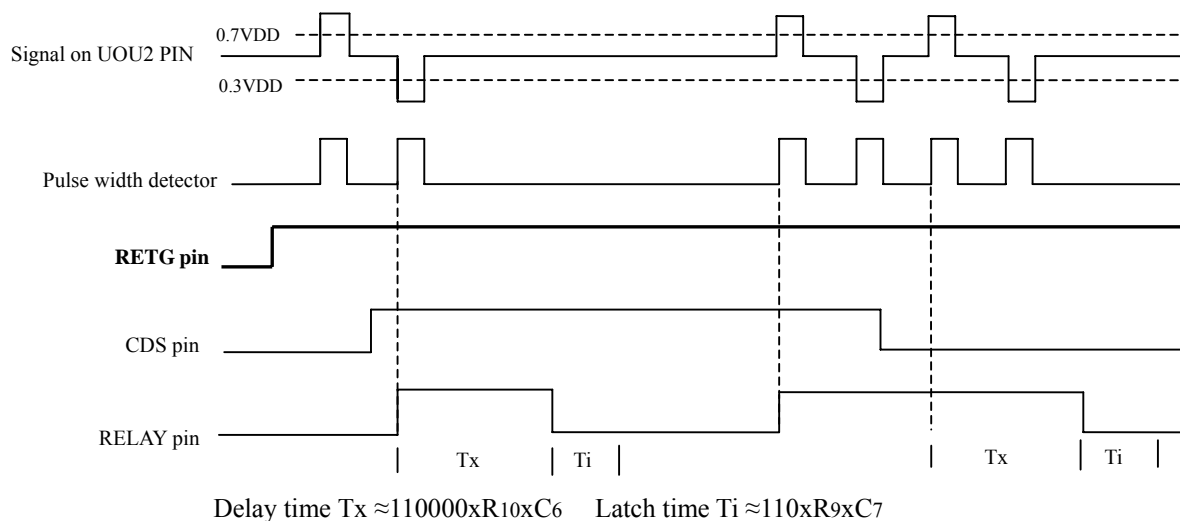 0.7VDD
Signal on UOU2 PIN
0.3VDD
Pulse width detector
RETG pin
CDS pin
RELAY pin
Tx Ti Tx Ti
Delay time Tx ≈110000xR10xC6 Latch time Ti ≈110xR9xC7